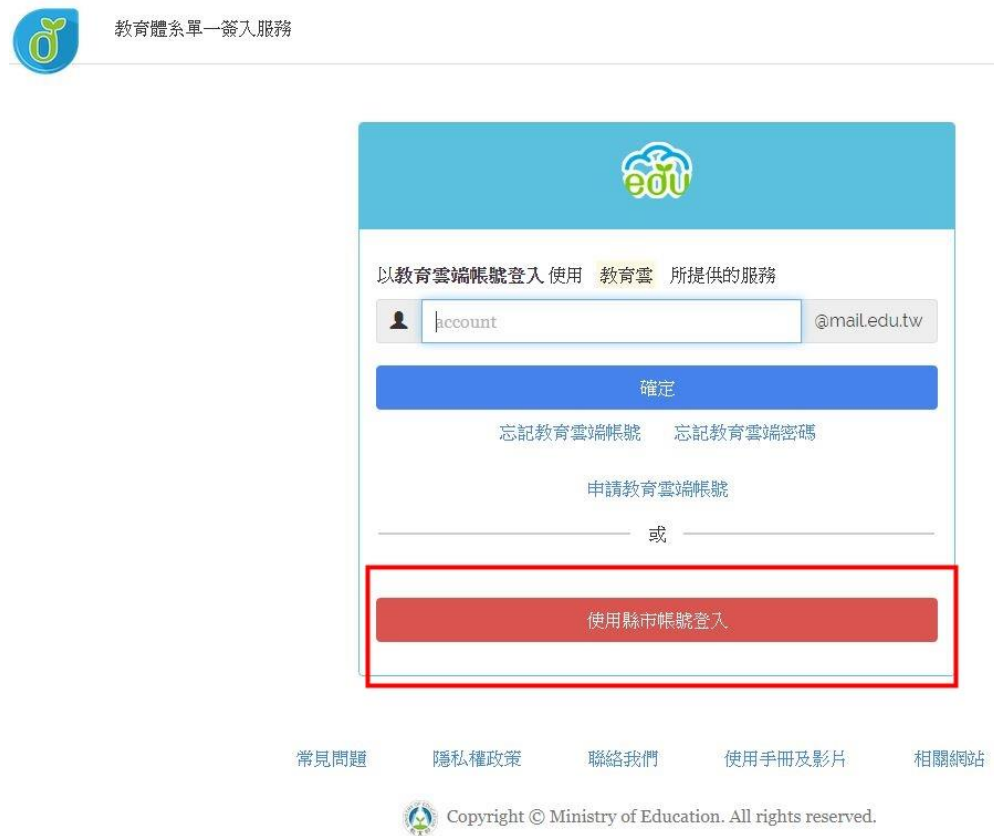 教育體系單一簽入服務
edu
以教育雲端帳號登入使用 教育雲 所提供的服務
account @mail.edu.tw
確定
忘記教育雲端帳號 忘記教育雲端密碼
申請教育雲端帳號
或
使用縣市帳號登入
常見問題 隱私權政策 聯絡我們 使用手冊及影片 相關網站
Copyright © Ministry of Education. All rights reserved.